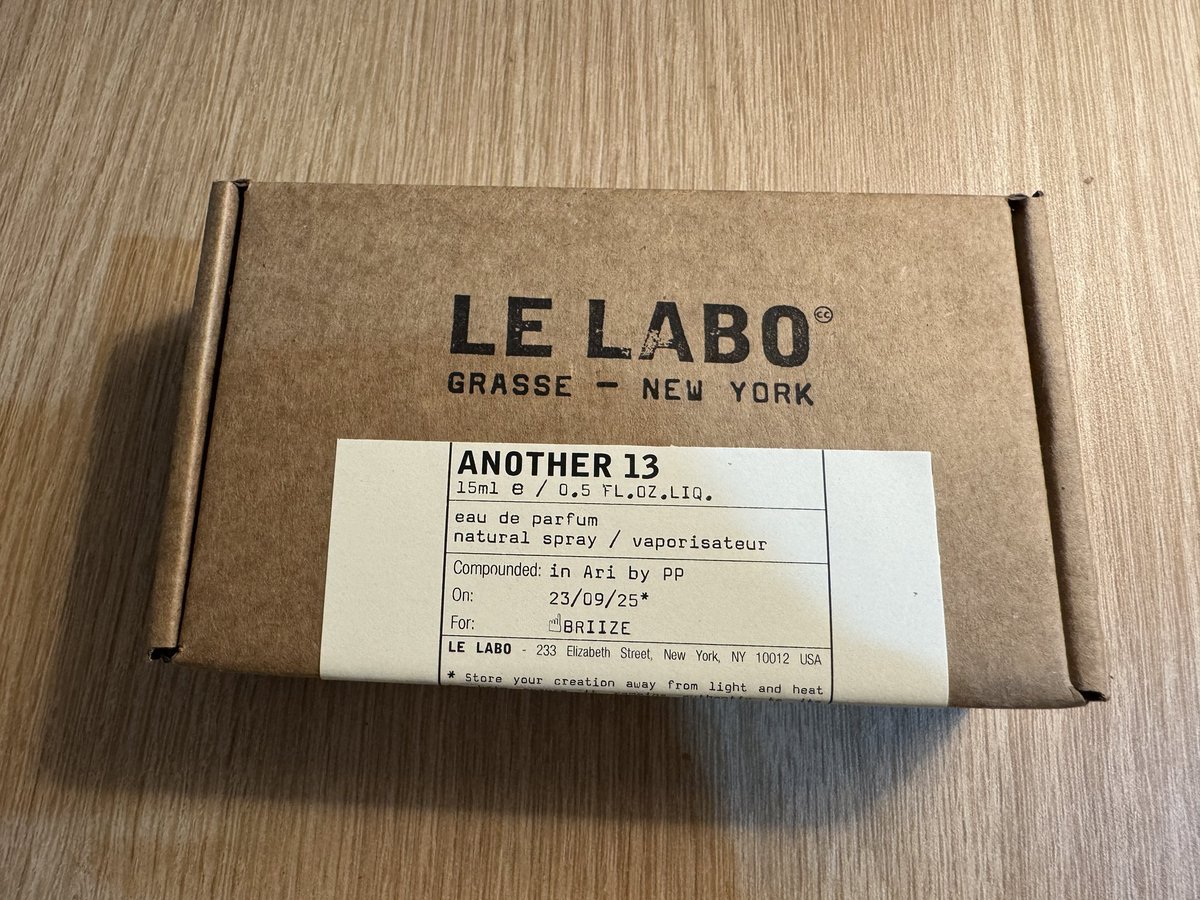 LE LABO
GRASSE — NEW YORK
ANOTHER 13
15ml e / 0.5 FL.OZ.LIQ.
eau de parfum
natural spray / vaporisateur
Compounded: in Ari by PP
On: 23/09/25*
For: ☝BRIIZE
LE LABO - 233 Elizabeth Street, New York, NY 10012 USA
* Store your creation away from light and heat